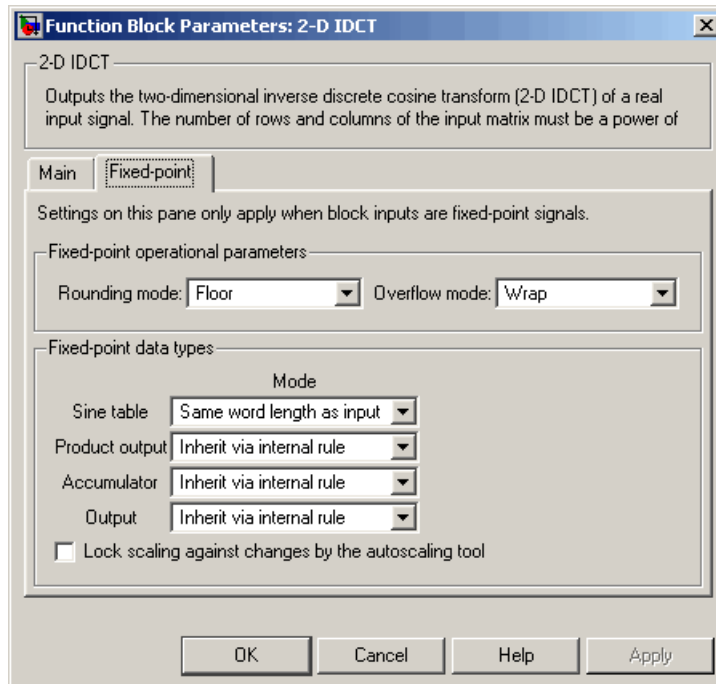 Function Block Parameters: 2-D IDCT
2-D IDCT
Outputs the two-dimensional inverse discrete cosine transform (2-D IDCT) of a real
input signal. The number of rows and columns of the input matrix must be a power of
Main Fixed-point
Settings on this pane only apply when block inputs are fixed-point signals.
Fixed-point operational parameters
Rounding mode: Floor Overflow mode: Wrap
Fixed-point data types
Mode
Sine table Same word length as input
Product output Inherit via internal rule
Accumulator Inherit via internal rule
Output Inherit via internal rule
Lock scaling against changes by the autoscaling tool
OK Cancel Help Apply